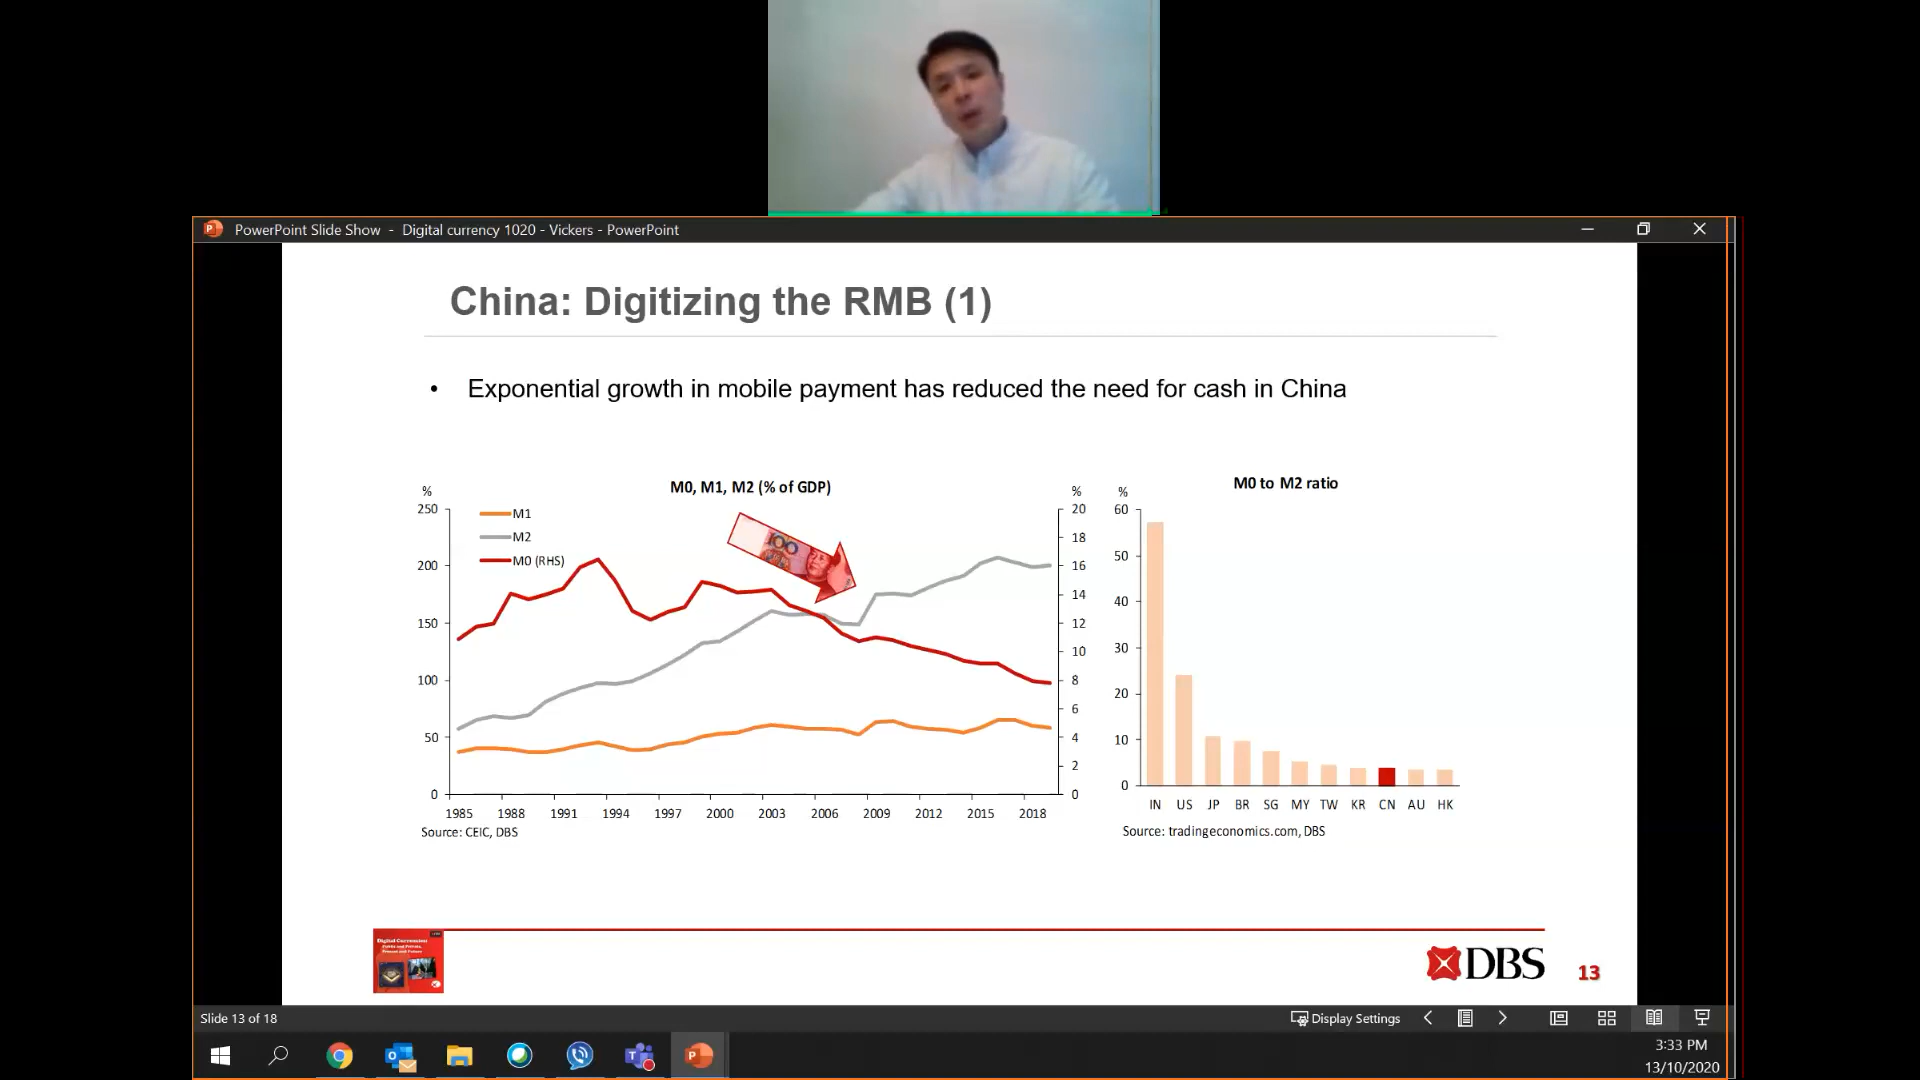 PowerPoint Slide Show - Digital currency 1020 - Vickers - PowerPoint
China: Digitizing the RMB (1)
• Exponential growth in mobile payment has reduced the need for cash in China
M0, M1, M2 (% of GDP)
%
%
250
200
150
100
50
0
M1
M2
M0 (RHS)
100
20
18
16
14
12
10
8
6
4
2
0
1985 1988 1991 1994 1997 2000 2003 2006 2009 2012 2015 2018
Source: CEIC, DBS
M0 to M2 ratio
%
60
50
40
30
20
10
0
IN US JP BR SG MY TW KR CN AU HK
Source: tradingeconomics.com, DBS
Digital Currencies:
DBS
13
Slide 13 of 18
Display Settings
3:33 PM
13/10/2020